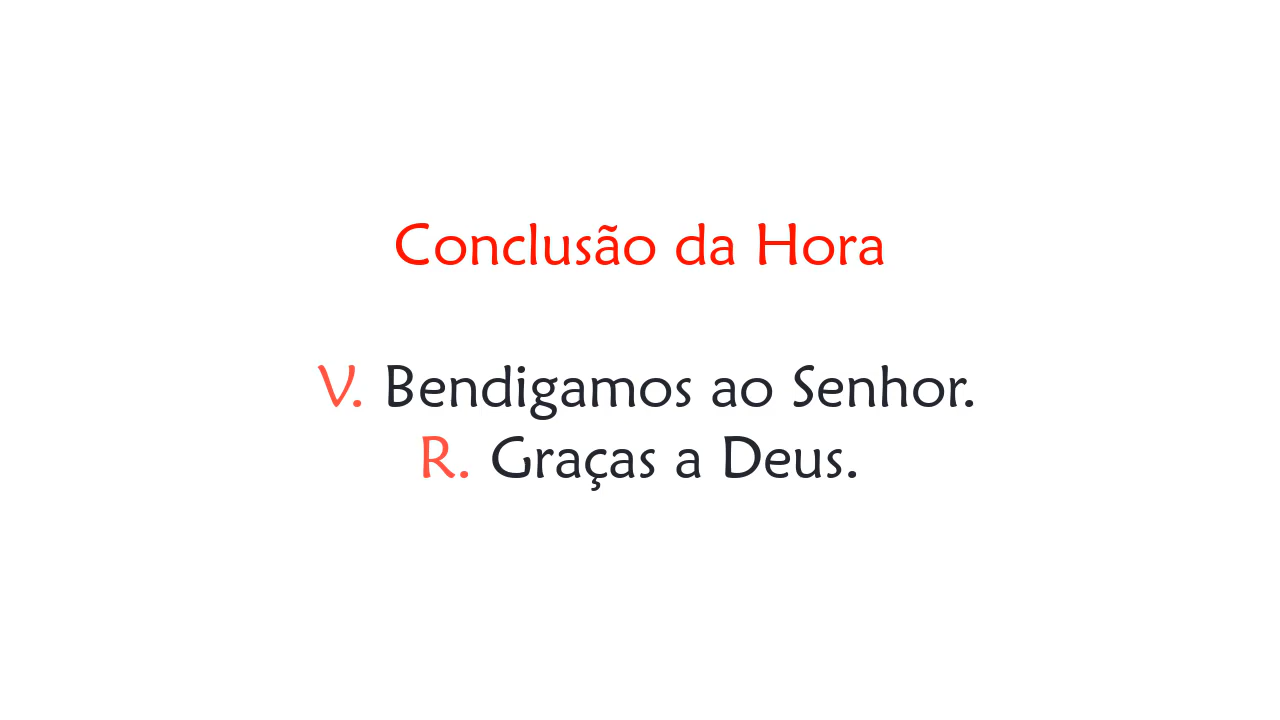 Conclusão da Hora
V. Bendigamos ao Senhor.
R. Graças a Deus.